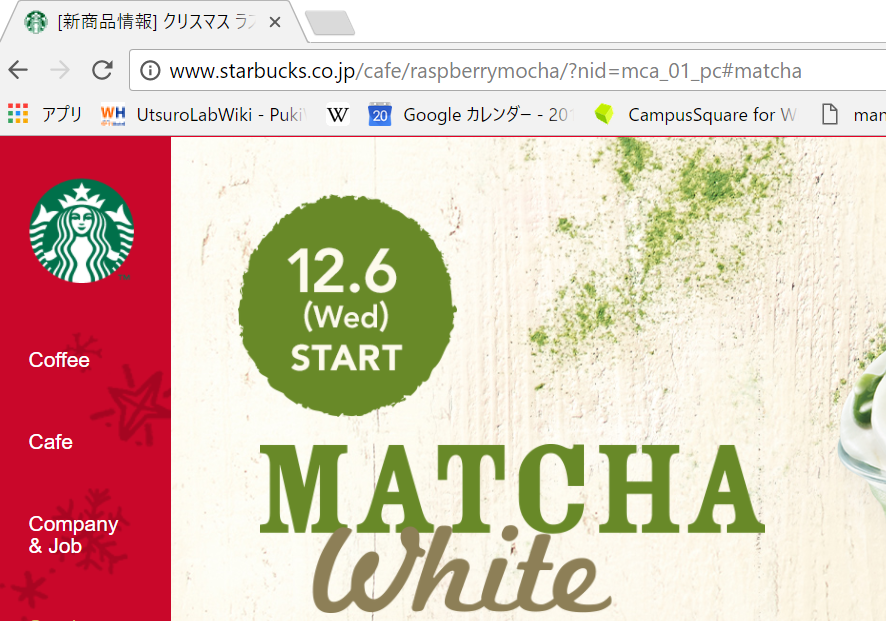 [新商品情報] クリスマス
www.starbucks.co.jp/cafe/raspberrymocha/?nid=mca_01_pc#matcha
アプリ WH UtsuroLabWiki - Puki W 20 Google カレンダー - 20 CampusSquare for W
12.6
(Wed)
START
Coffee
Cafe
Company
& Job
MATCHA
White